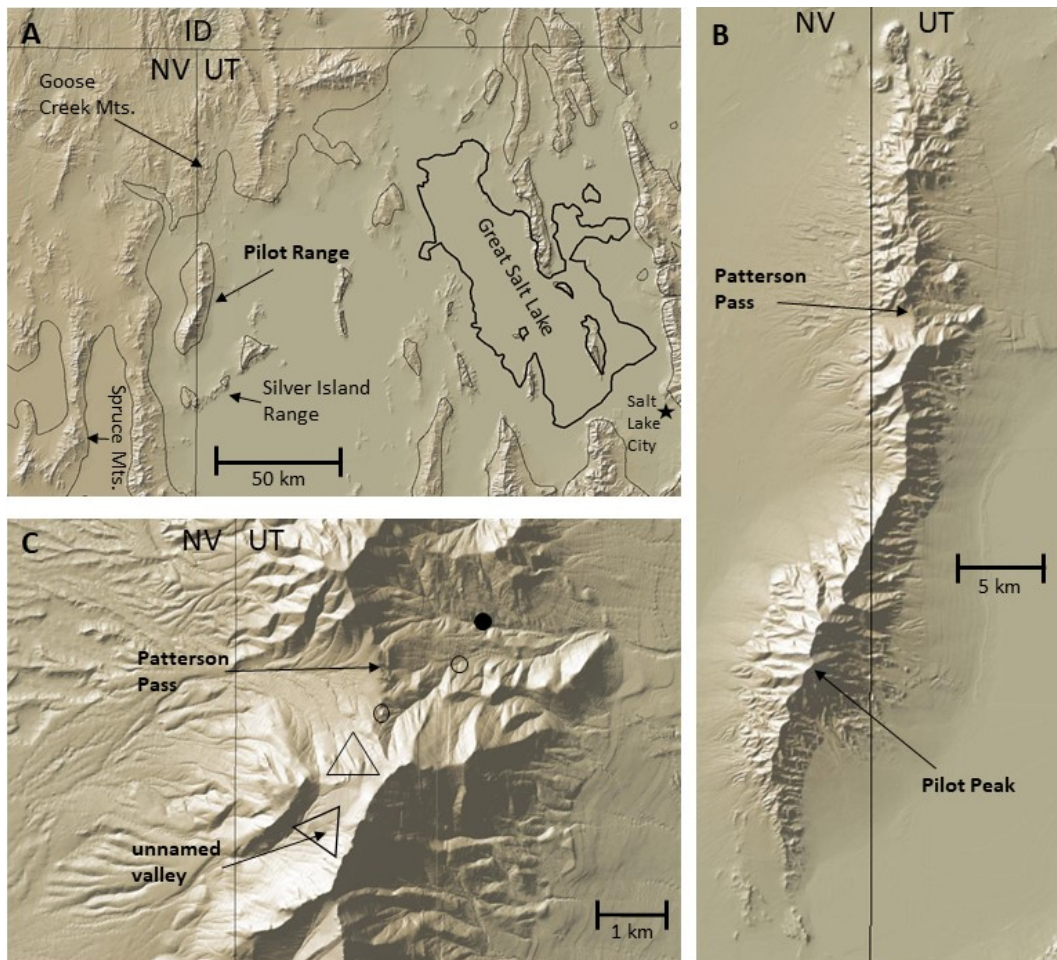 A
ID
NV UT
Goose
Creek Mts.
Pilot Range
Great Salt Lake
Silver Island
Range
Spruce Mts.
Salt
Lake
City
50 km
B
NV UT
Patterson
Pass
5 km
Pilot Peak
C
NV UT
Patterson
Pass
unnamed
valley
1 km